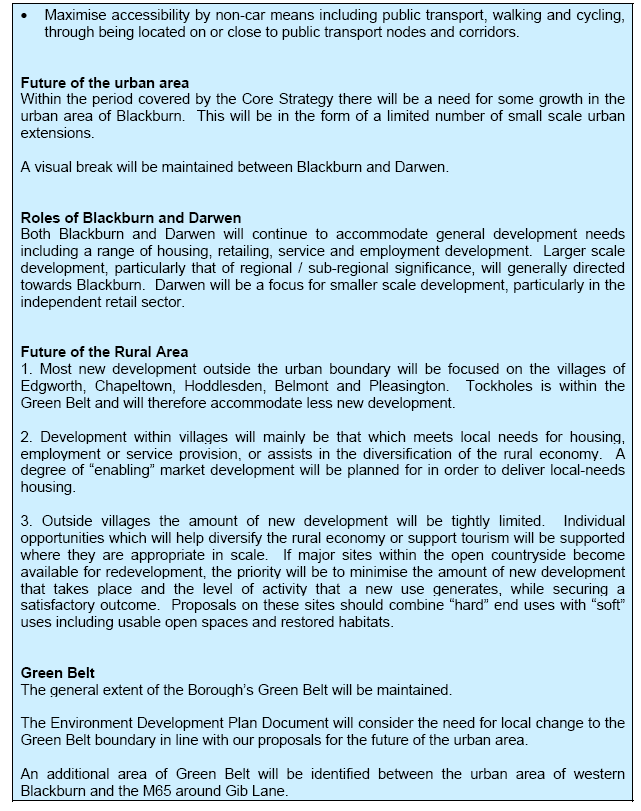 • Maximise accessibility by non-car means including public transport, walking and cycling,
through being located on or close to public transport nodes and corridors.
Future of the urban area
Within the period covered by the Core Strategy there will be a need for some growth in the
urban area of Blackburn. This will be in the form of a limited number of small scale urban
extensions.
A visual break will be maintained between Blackburn and Darwen.
Roles of Blackburn and Darwen
Both Blackburn and Darwen will continue to accommodate general development needs
including a range of housing, retailing, service and employment development. Larger scale
development, particularly that of regional / sub-regional significance, will generally directed
towards Blackburn. Darwen will be a focus for smaller scale development, particularly in the
independent retail sector.
Future of the Rural Area
1. Most new development outside the urban boundary will be focused on the villages of
Edgworth, Chapeltown, Hoddlesden, Belmont and Pleasington. Tockholes is within the
Green Belt and will therefore accommodate less new development.
2. Development within villages will mainly be that which meets local needs for housing,
employment or service provision, or assists in the diversification of the rural economy. A
degree of “enabling” market development will be planned for in order to deliver local-needs
housing.
3. Outside villages the amount of new development will be tightly limited. Individual
opportunities which will help diversify the rural economy or support tourism will be supported
where they are appropriate in scale. If major sites within the open countryside become
available for redevelopment, the priority will be to minimise the amount of new development
that takes place and the level of activity that a new use generates, while securing a
satisfactory outcome. Proposals on these sites should combine “hard” end uses with “soft”
uses including usable open spaces and restored habitats.
Green Belt
The general extent of the Borough’s Green Belt will be maintained.
The Environment Development Plan Document will consider the need for local change to the
Green Belt boundary in line with our proposals for the future of the urban area.
An additional area of Green Belt will be identified between the urban area of western
Blackburn and the M65 around Gib Lane.